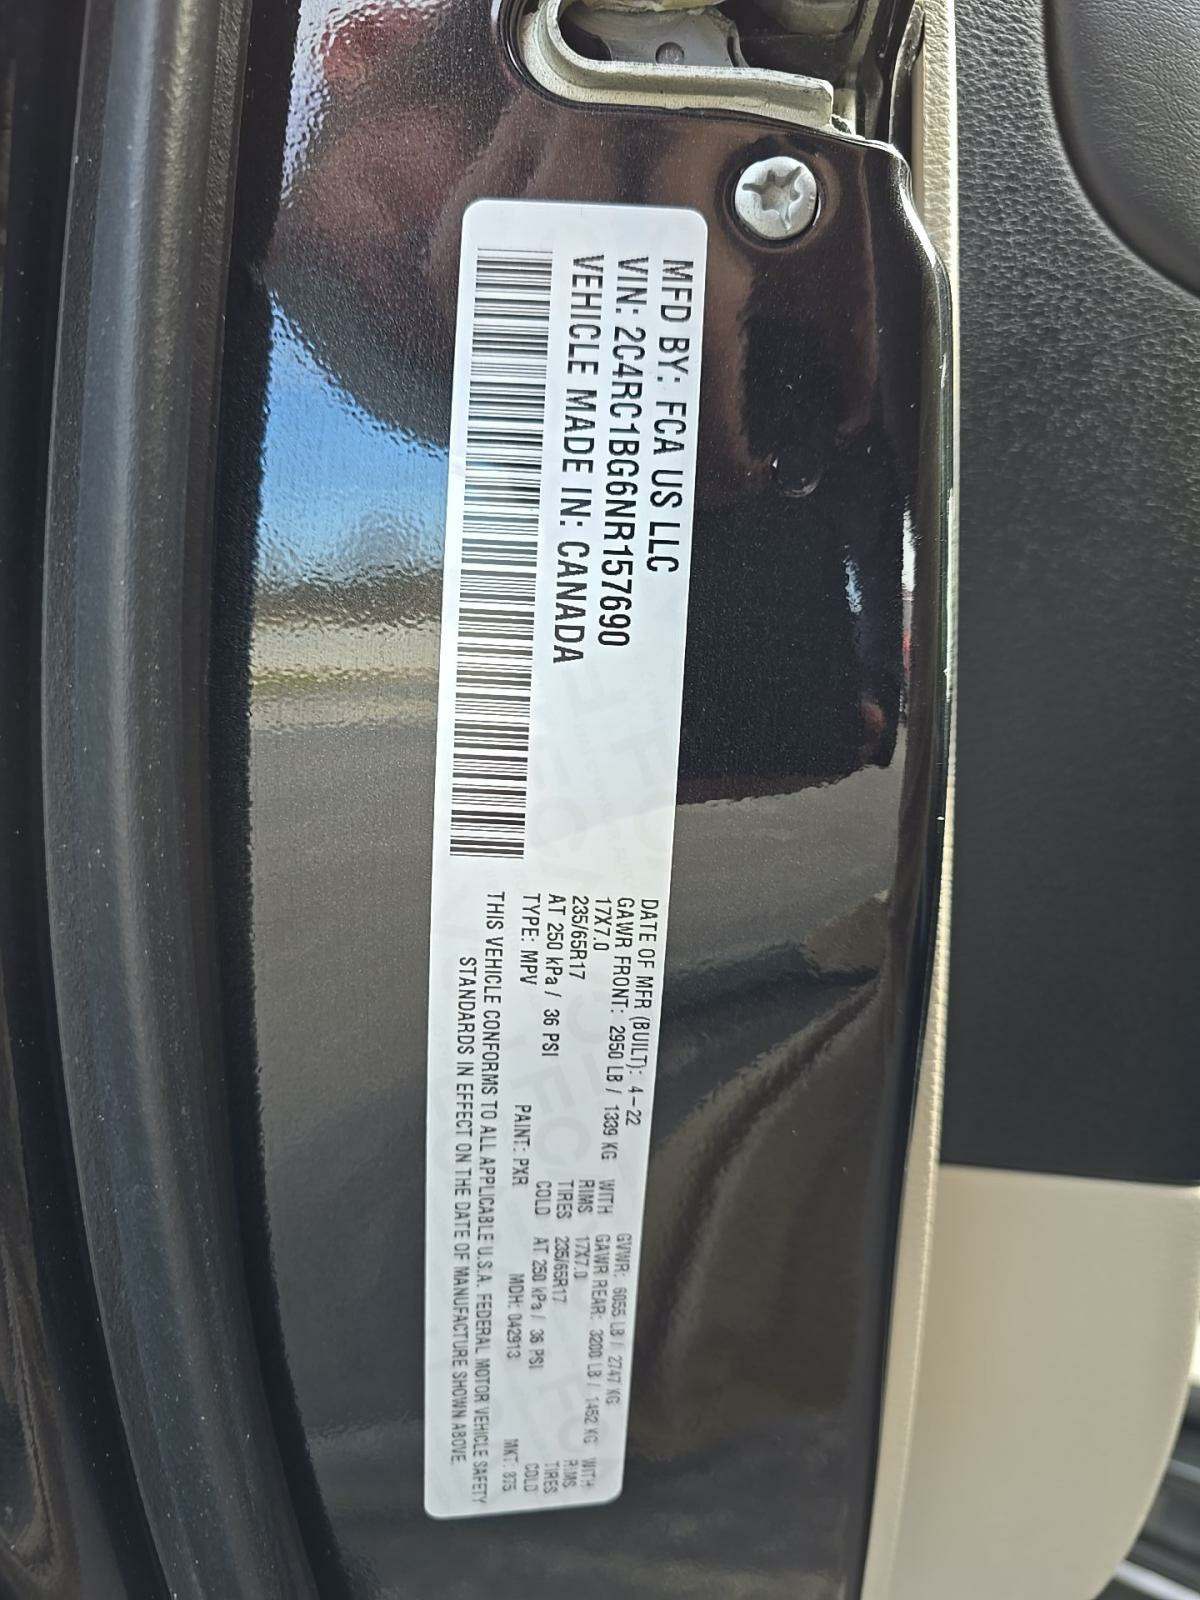 MFD BY: FCA US LLC
VIN: 2C4RC1BG6NR157690
VEHICLE MADE IN: CANADA
DATE OF MFR (BUILT): 4-22 GVWR: 6055 LB / 2747 KG
GAWR FRONT: 2950 LB / 1339 KG WITH GAWR REAR: 3200 LB / 1452 KG WITH
17X7.0 RIMS 17X7.0 RIMS
235/65R17 TIRES 235/65R17 TIRES
AT 250 kPa / 36 PSI COLD AT 250 kPa / 36 PSI COLD
TYPE: MPV PAINT: PXR MDH: 042913 MKT: 875
THIS VEHICLE CONFORMS TO ALL APPLICABLE U.S.A. FEDERAL MOTOR VEHICLE SAFETY
STANDARDS IN EFFECT ON THE DATE OF MANUFACTURE SHOWN ABOVE.